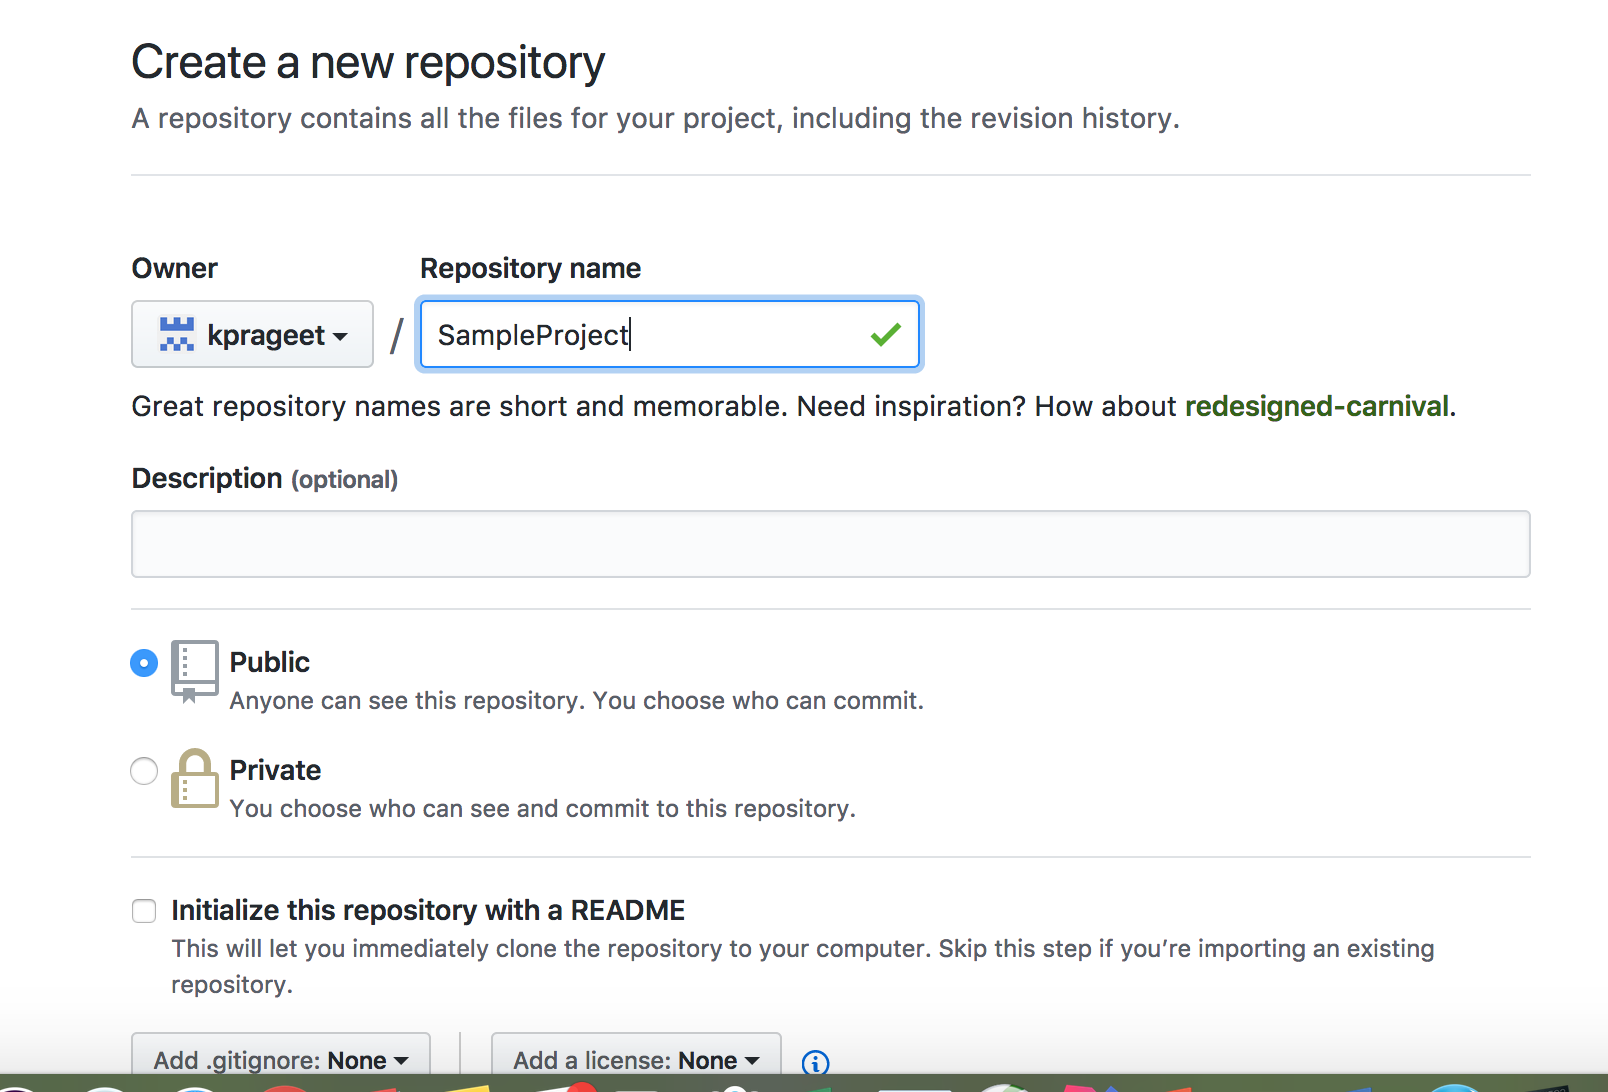 Create a new repository
A repository contains all the files for your project, including the revision history.
Owner Repository name
kprageet / SampleProject
Great repository names are short and memorable. Need inspiration? How about redesigned-carnival.
Description (optional)
Public
Anyone can see this repository. You choose who can commit.
Private
You choose who can see and commit to this repository.
Initialize this repository with a README
This will let you immediately clone the repository to your computer. Skip this step if you’re importing an existing
repository.
Add .gitignore: None Add a license: None